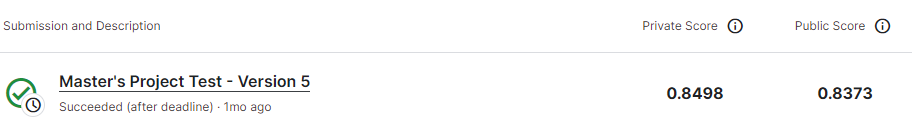 Submission and Description Private Score Public Score
Master's Project Test - Version 5 0.8498 0.8373
Succeeded (after deadline) · 1mo ago